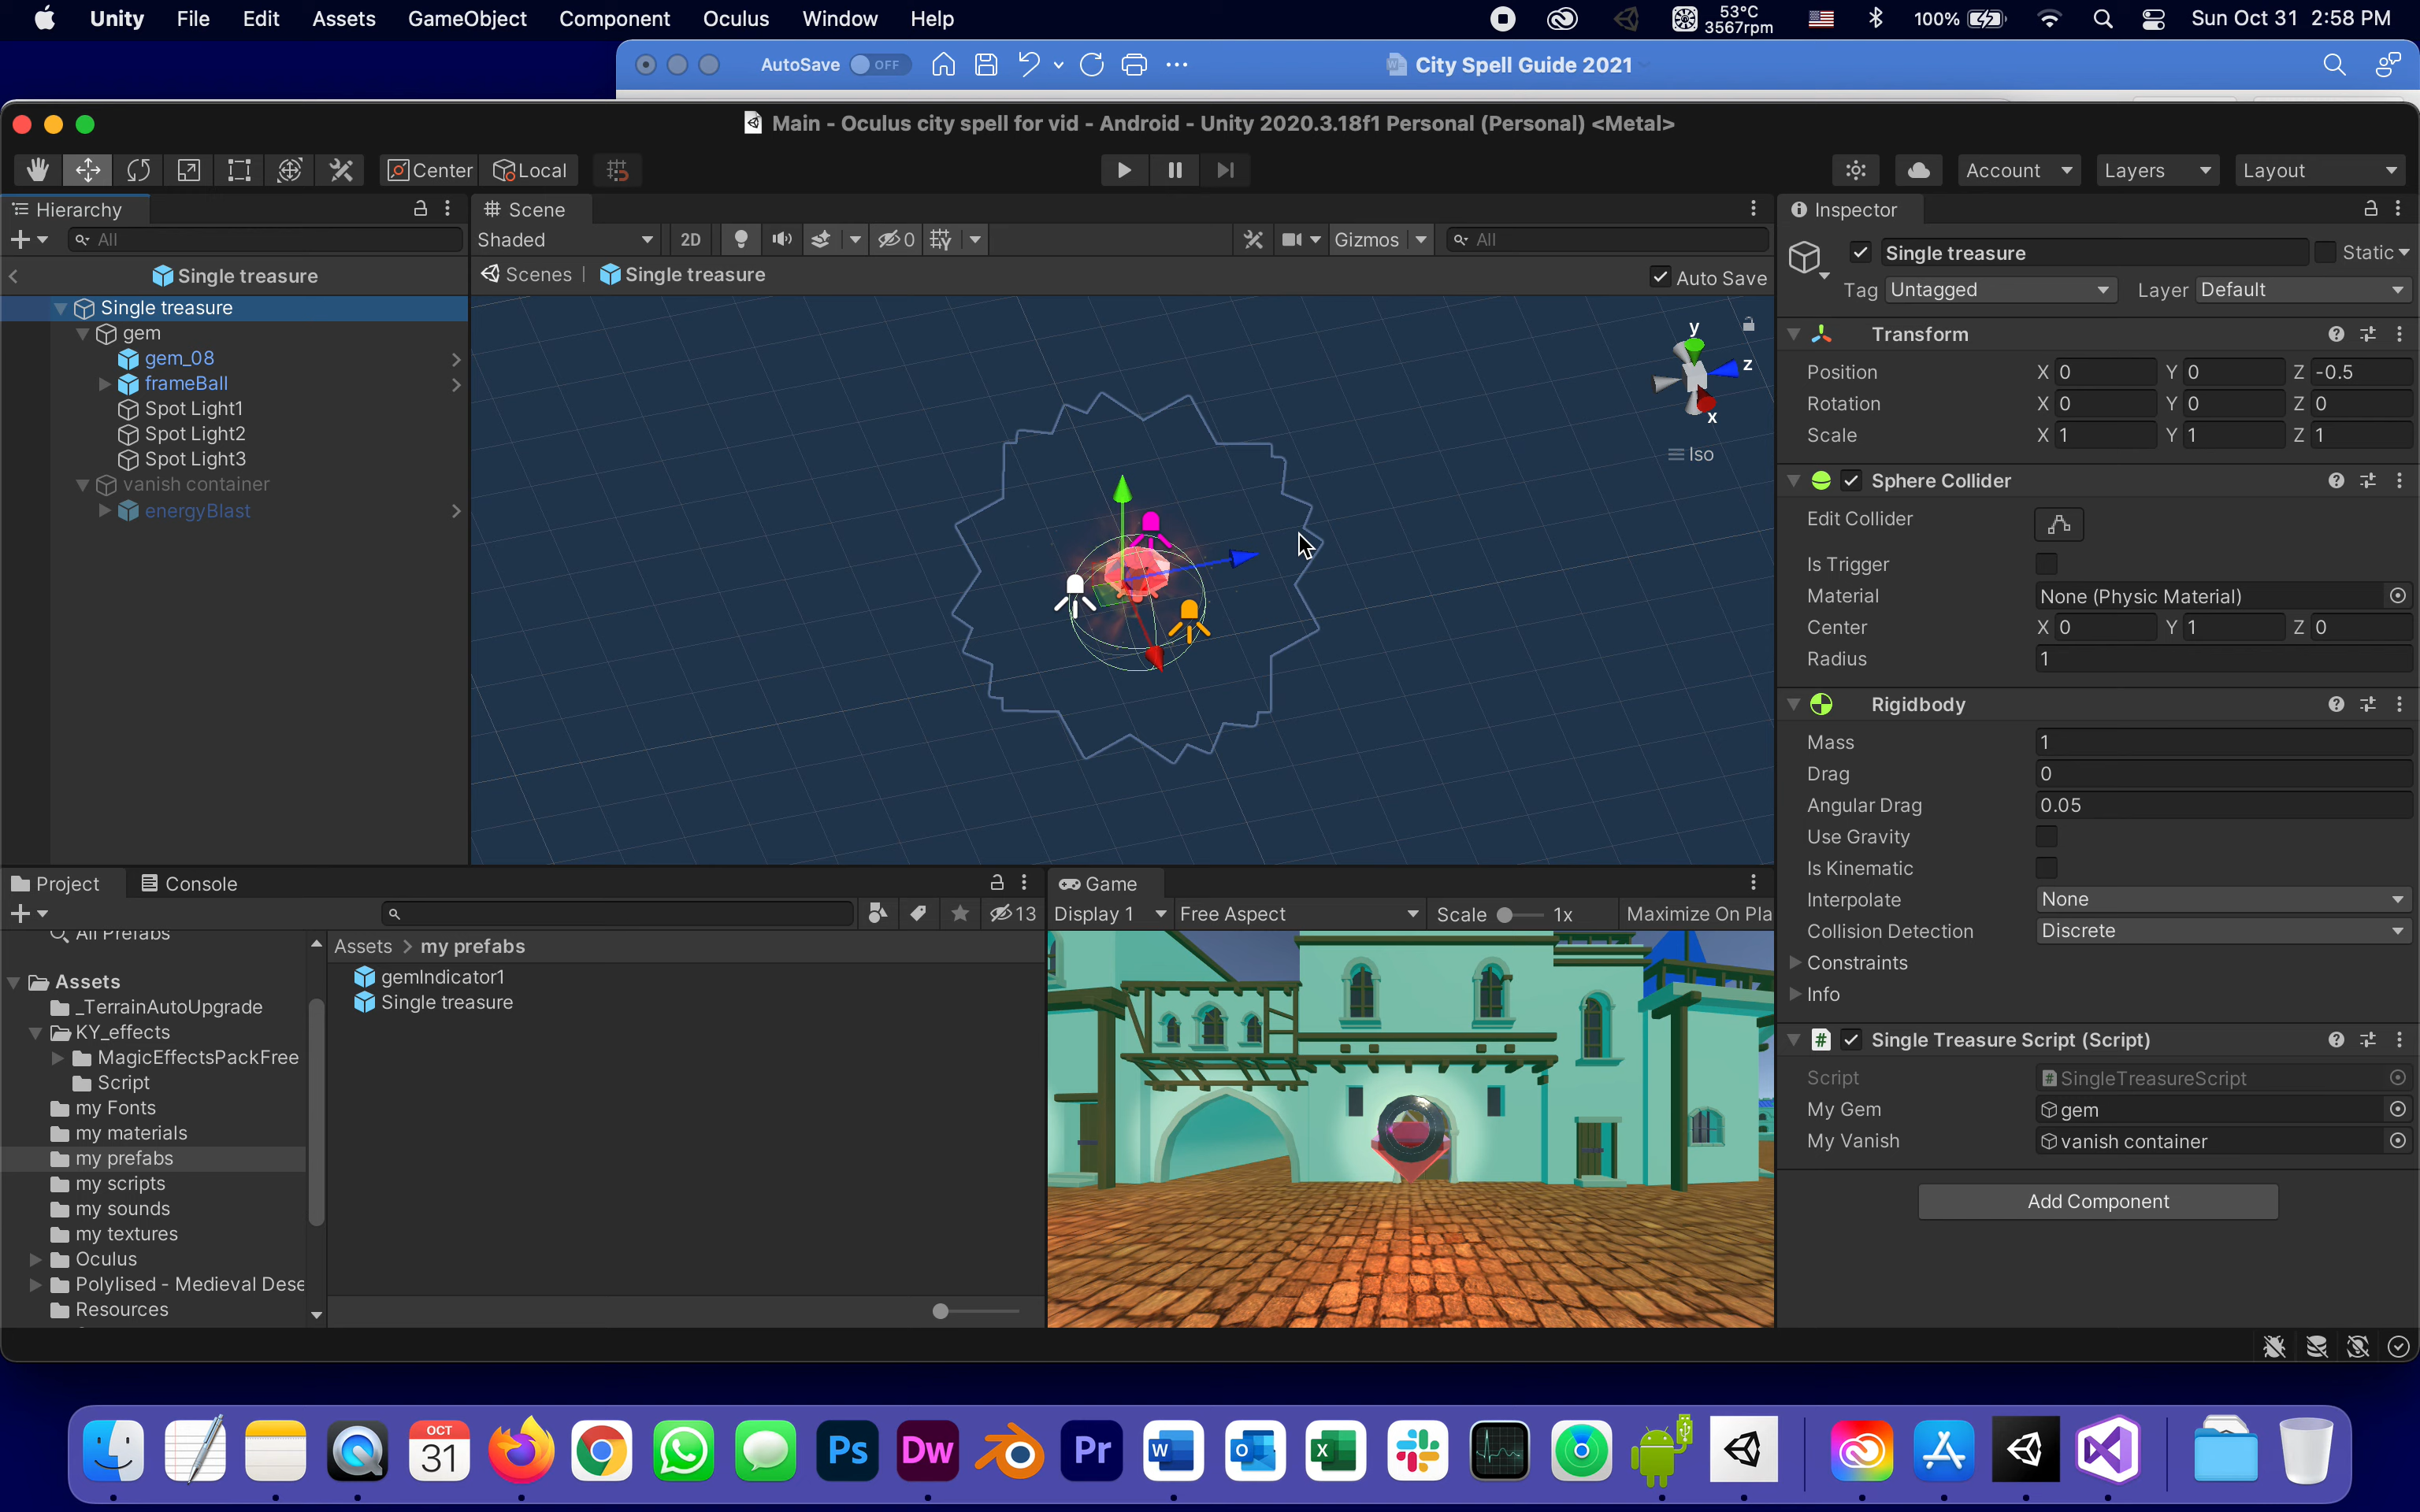 Unity File Edit Assets GameObject Component Oculus Window Help 53°C 3567rpm 100% Sun Oct 31 2:58 PM
AutoSave OFF City Spell Guide 2021
Main - Oculus city spell for vid - Android - Unity 2020.3.18f1 Personal (Personal) <Metal>
Center Local Account Layers Layout
Hierarchy
All
Single treasure
Single treasure
gem
gem_08
frameBall
Spot Light1
Spot Light2
Spot Light3
vanish container
energyBlast
Scene
Shaded 2D 0 Gizmos All
Scenes Single treasure Auto Save
y
z
x
Iso
Inspector
Single treasure Static
Tag Untagged Layer Default
Transform
Position X 0 Y 0 Z -0.5
Rotation X 0 Y 0 Z 0
Scale X 1 Y 1 Z 1
Sphere Collider
Edit Collider
Is Trigger
Material None (Physic Material)
Center X 0 Y 1 Z 0
Radius 1
Rigidbody
Mass 1
Drag 0
Angular Drag 0.05
Use Gravity
Is Kinematic
Interpolate None
Collision Detection Discrete
Constraints
Info
# Single Treasure Script (Script)
Script # SingleTreasureScript
My Gem gem
My Vanish vanish container
Add Component
Project Console
13
All Prefabs
Assets
_TerrainAutoUpgrade
KY_effects
MagicEffectsPackFree
Script
my Fonts
my materials
my prefabs
my scripts
my sounds
my textures
Oculus
Polylised - Medieval Dese
Resources
Assets > my prefabs
gemIndicator1
Single treasure
Game
Display 1 Free Aspect Scale 1x Maximize On Pla
OCT
31
Ps
Dw
Pr
W
O
X